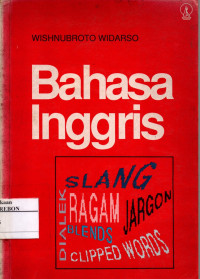 WISHNUBROTO WIDARSO
Bahasa
Inggris
SLANG
DIALEK
RAGAM
JARGON
BLENDS
CLIPPED WORDS